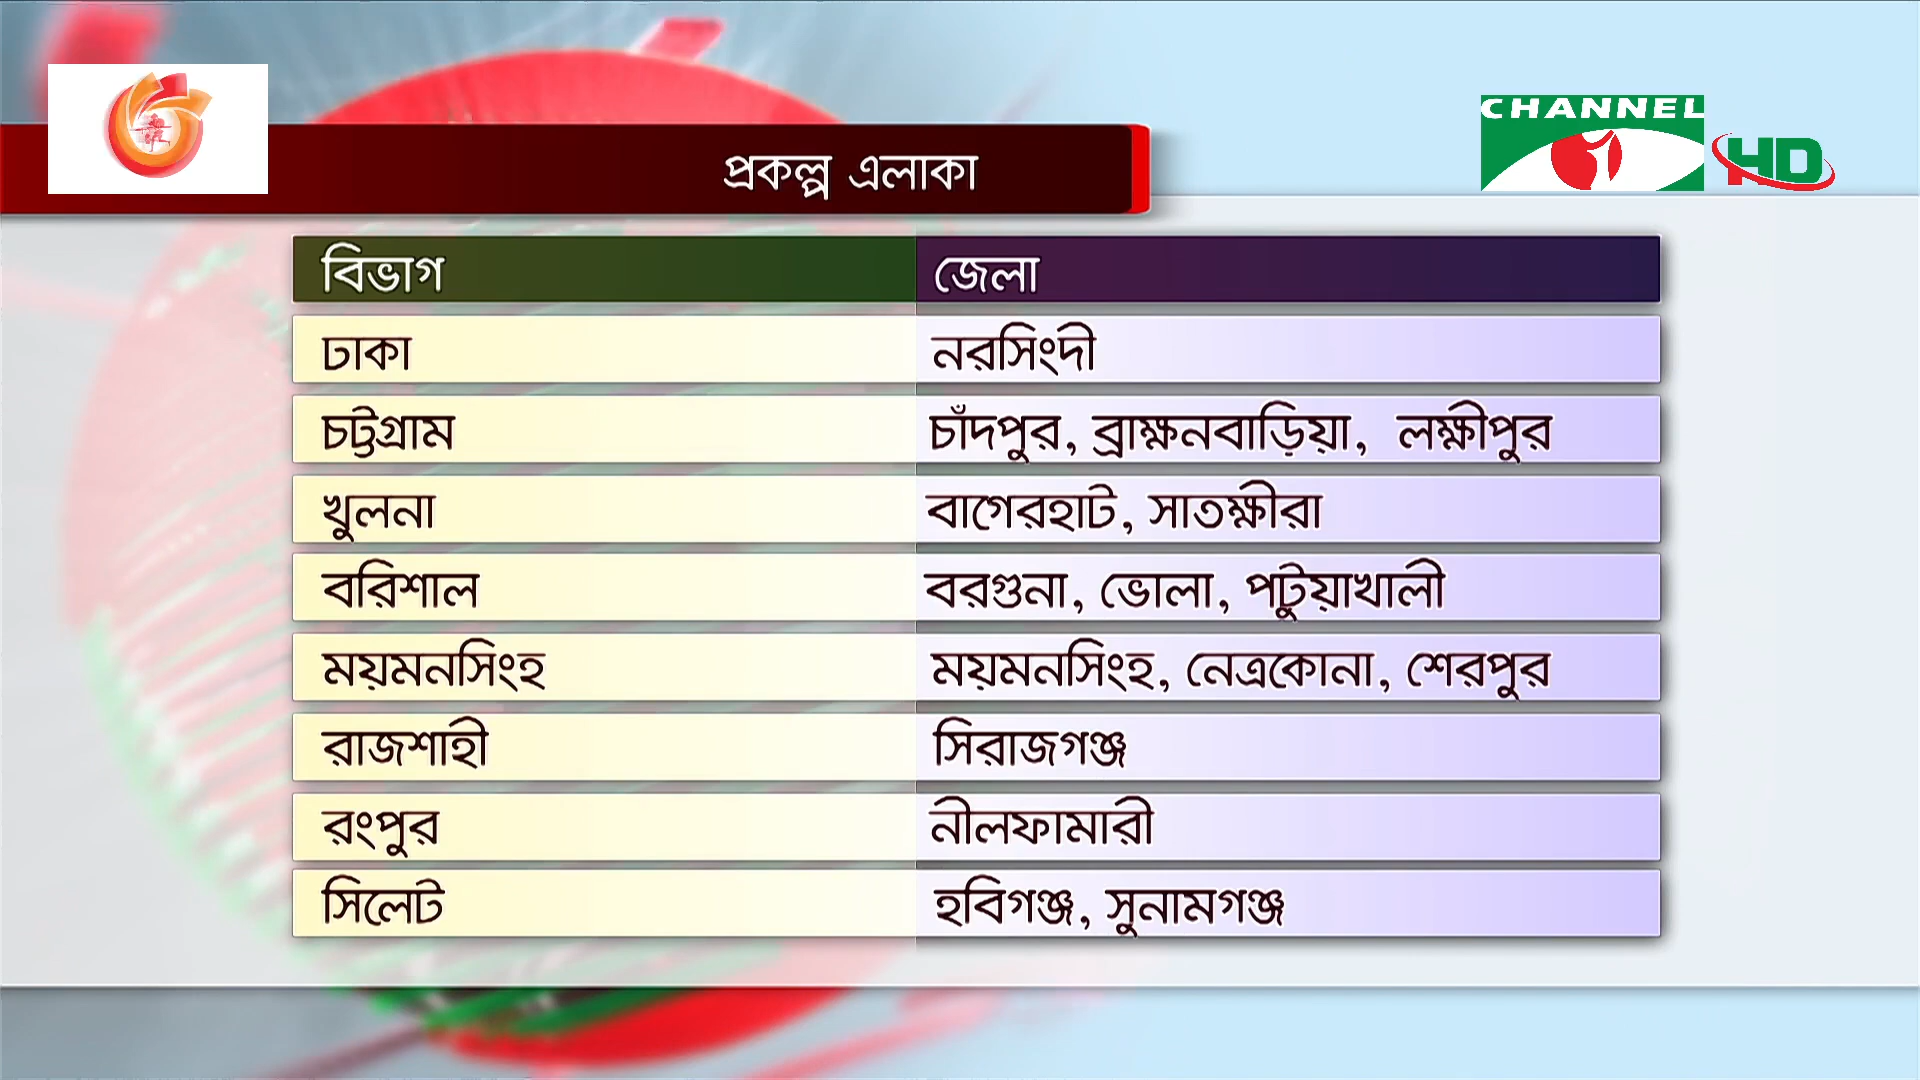 CHANNEL
i HD
প্রকল্প এলাকা
বিভাগ জেলা
ঢাকা নরসিংদী
চট্টগ্রাম চাঁদপুর, ব্রাক্ষনবাড়িয়া, লক্ষীপুর
খুলনা বাগেরহাট, সাতক্ষীরা
বরিশাল বরগুনা, ভোলা, পটুয়াখালী
ময়মনসিংহ ময়মনসিংহ, নেত্রকোনা, শেরপুর
রাজশাহী সিরাজগঞ্জ
রংপুর নীলফামারী
সিলেট হবিগঞ্জ, সুনামগঞ্জ